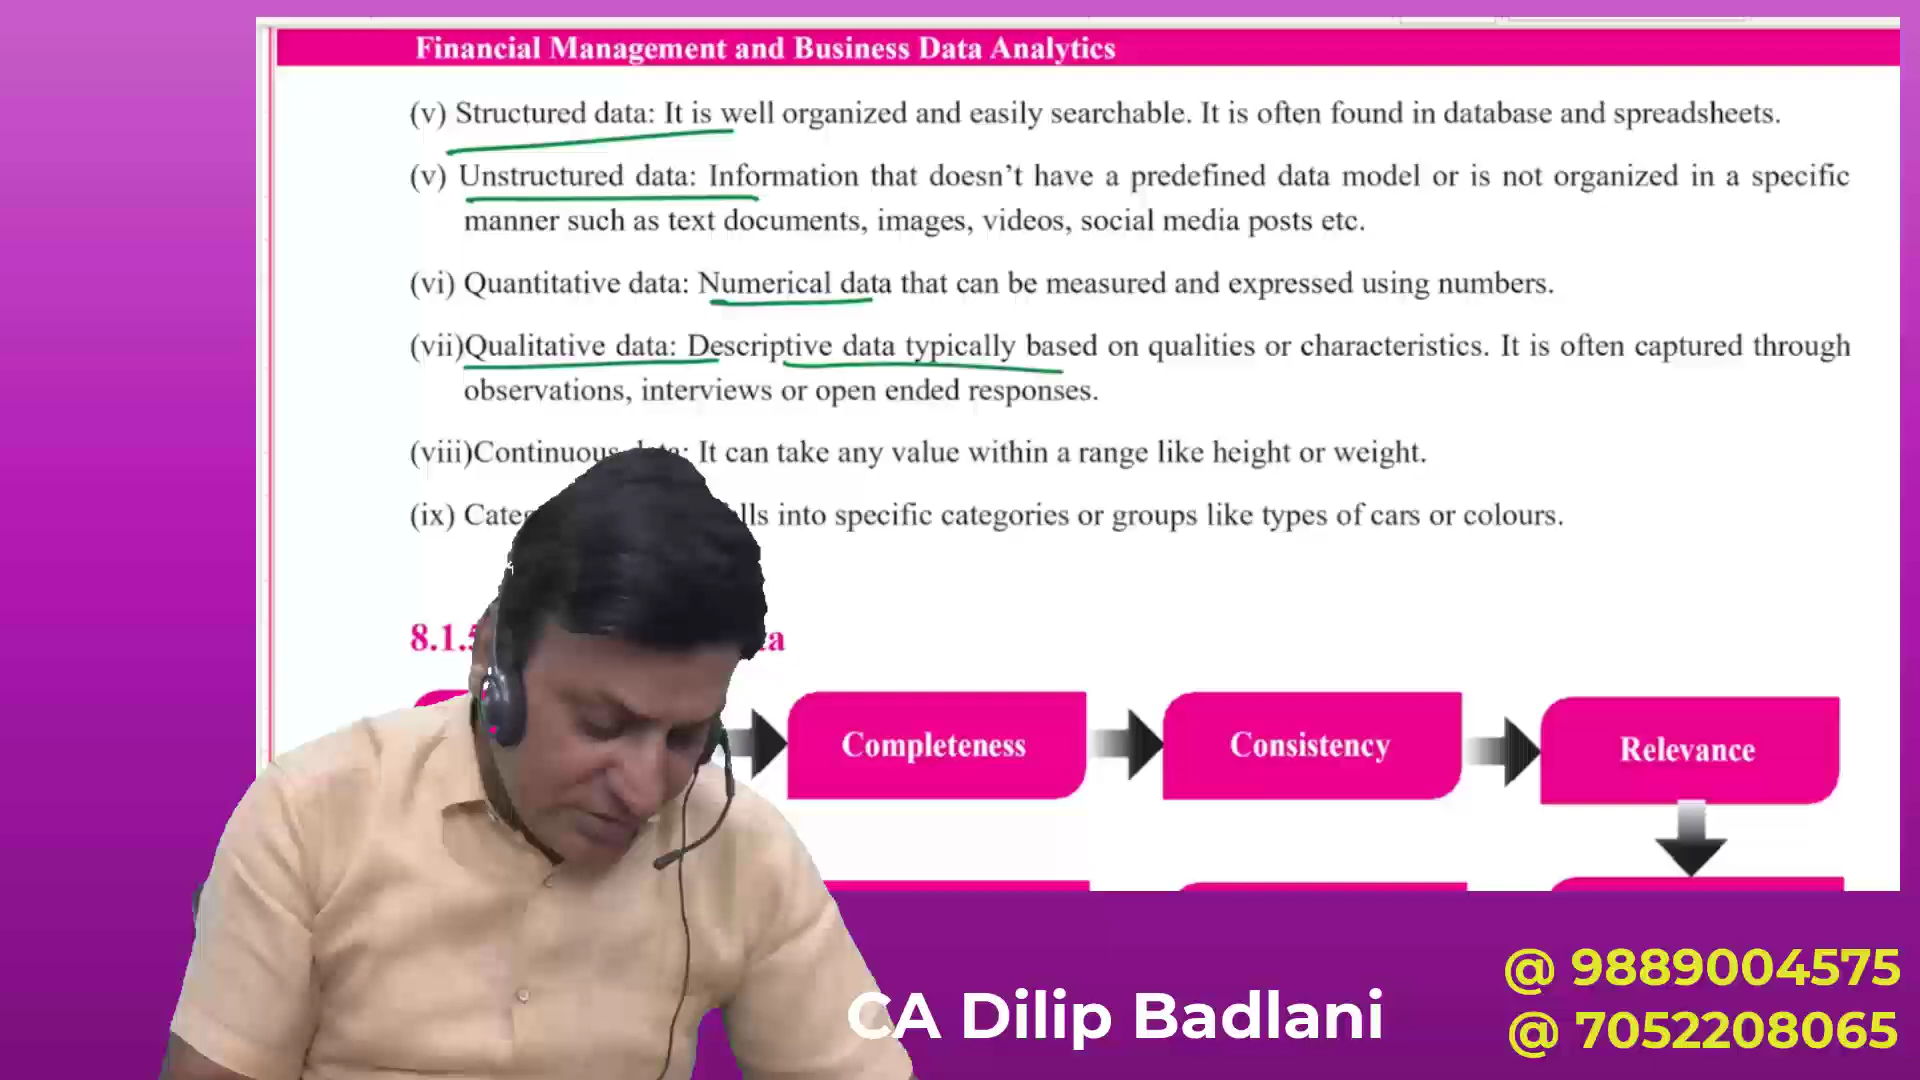 Financial Management and Business Data Analytics
(v) Structured data: It is well organized and easily searchable. It is often found in database and spreadsheets.
(v) Unstructured data: Information that doesn’t have a predefined data model or is not organized in a specific
manner such as text documents, images, videos, social media posts etc.
(vi) Quantitative data: Numerical data that can be measured and expressed using numbers.
(vii)Qualitative data: Descriptive data typically based on qualities or characteristics. It is often captured through
observations, interviews or open ended responses.
(viii)Continuous It can take any value within a range like height or weight.
(ix) into specific categories or groups like types of cars or colours.
Completeness
Consistency
Relevance
CA Dilip Badlani
@ 9889004575
@ 7052208065